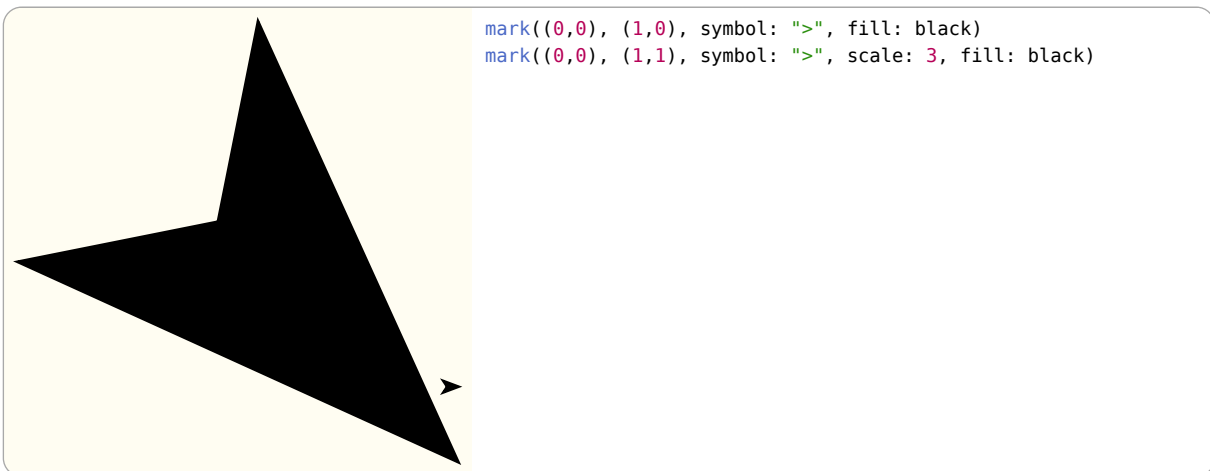 mark((0,0), (1,0), symbol: ">", fill: black)
mark((0,0), (1,1), symbol: ">", scale: 3, fill: black)